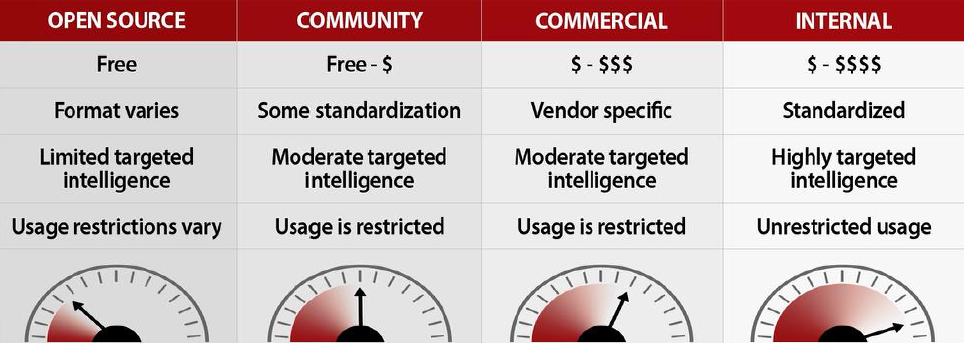 OPEN SOURCE COMMUNITY COMMERCIAL INTERNAL
Free Free - $ $ - $$$ $ - $$$$
Format varies Some standardization Vendor specific Standardized
Limited targeted Moderate targeted Moderate targeted Highly targeted
intelligence intelligence intelligence intelligence
Usage restrictions vary Usage is restricted Usage is restricted Unrestricted usage